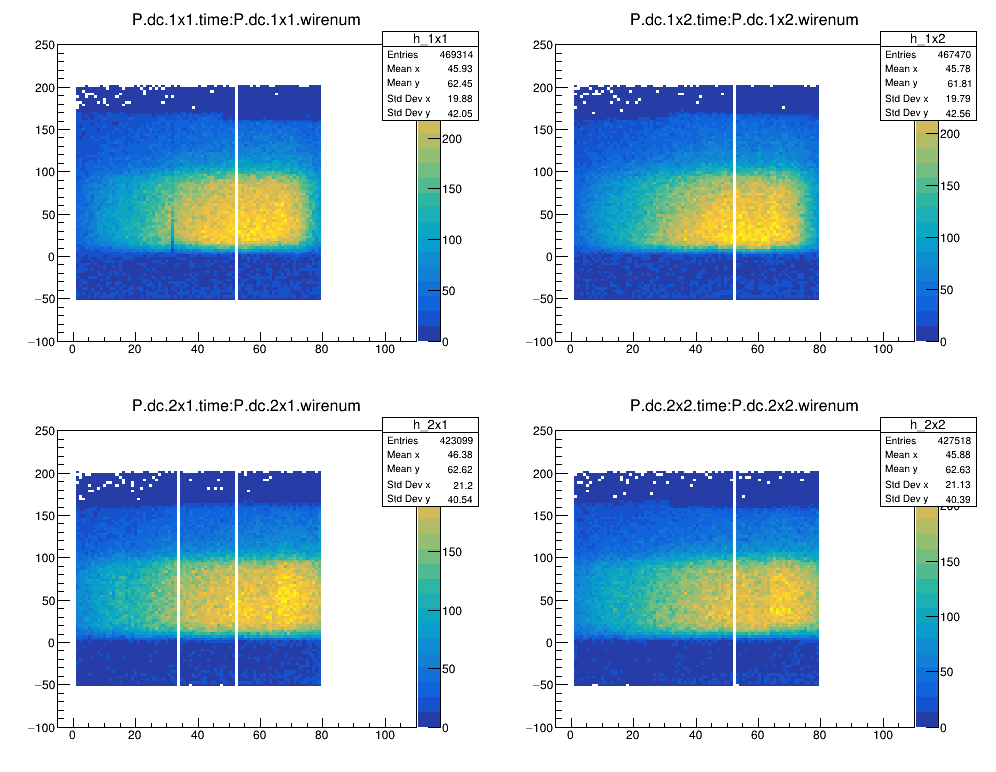 P.dc.1x1.time:P.dc.1x1.wirenum
h_1x1
Entries 469314
Mean x 45.93
Mean y 62.45
Std Dev x 19.88
Std Dev y 42.05
250
200
150
100
50
0
−50
−100
0 20 40 60 80 100
200
150
100
50
0
P.dc.1x2.time:P.dc.1x2.wirenum
h_1x2
Entries 467470
Mean x 45.78
Mean y 61.81
Std Dev x 19.79
Std Dev y 42.56
250
200
150
100
50
0
−50
−100
0 20 40 60 80 100
200
150
100
50
0
P.dc.2x1.time:P.dc.2x1.wirenum
h_2x1
Entries 423099
Mean x 46.38
Mean y 62.62
Std Dev x 21.2
Std Dev y 40.54
250
200
150
100
50
0
−50
−100
0 20 40 60 80 100
150
100
50
0
P.dc.2x2.time:P.dc.2x2.wirenum
h_2x2
Entries 427518
Mean x 45.88
Mean y 62.63
Std Dev x 21.13
Std Dev y 40.39
250
200
150
100
50
0
−50
−100
0 20 40 60 80 100
200
150
100
50
0